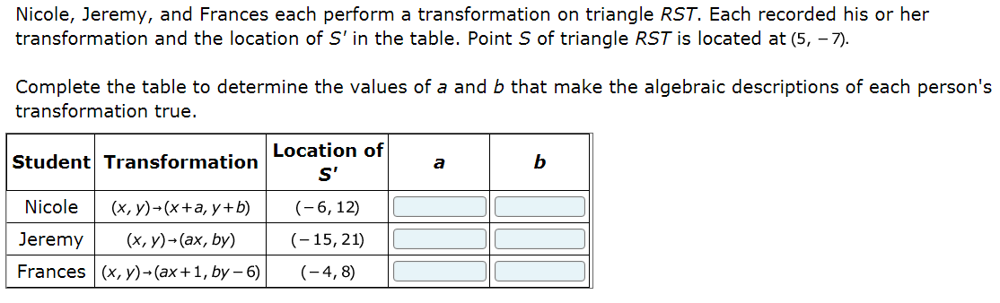 Nicole, Jeremy, and Frances each perform a transformation on triangle RST. Each recorded his or her
transformation and the location of S' in the table. Point S of triangle RST is located at (5, −7).
Complete the table to determine the values of a and b that make the algebraic descriptions of each person's
transformation true.
Student Transformation Location of S' a b
Nicole (x, y)→(x+a, y+b) (−6, 12)
Jeremy (x, y)→(ax, by) (−15, 21)
Frances (x, y)→(ax+1, by−6) (−4, 8)